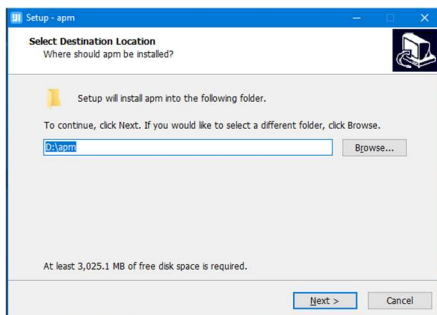 Setup - apm
Select Destination Location
Where should apm be installed?
Setup will install apm into the following folder.
To continue, click Next. If you would like to select a different folder, click Browse.
D:\apm
Browse...
At least 3,025.1 MB of free disk space is required.
Next >
Cancel